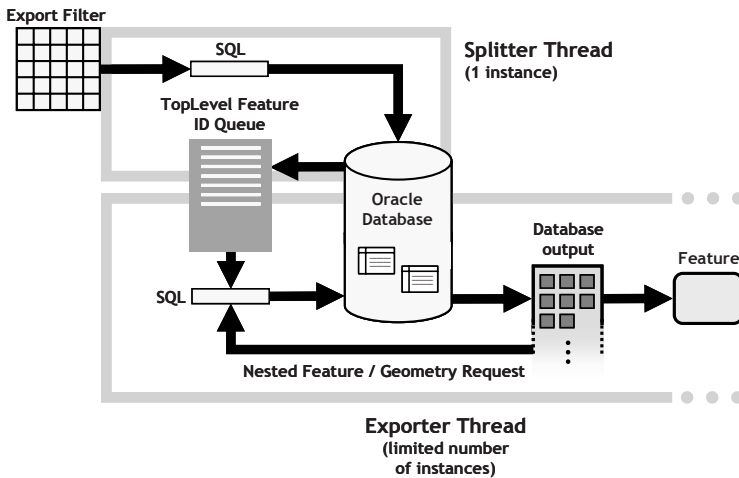 Export Filter
SQL
Splitter Thread
(1 instance)
TopLevel Feature
ID Queue
Oracle
Database
Database
output
Feature
SQL
Nested Feature / Geometry Request
Exporter Thread
(limited number
of instances)